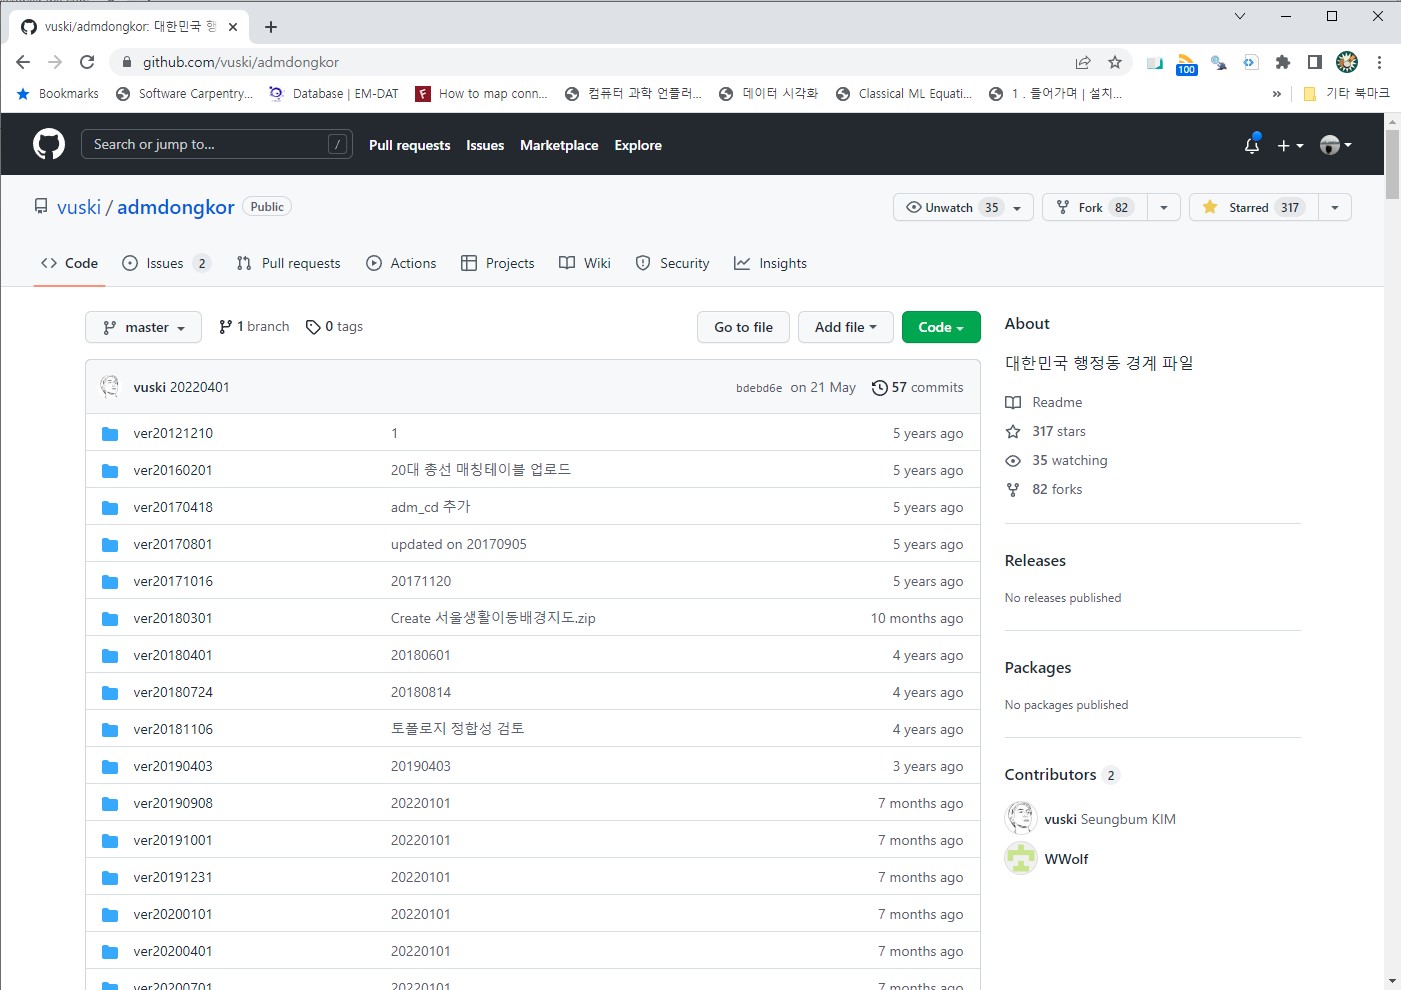 vuski/admdongkor: 대한민국 행
github.com/vuski/admdongkor
100
Bookmarks Software Carpentry... Database | EM-DAT How to map conn... 컴퓨터 과학 언플러... 데이터 시각화 Classical ML Equati... 1 . 들어가며 | 설치... » 기타 북마크
Search or jump to... / Pull requests Issues Marketplace Explore
vuski / admdongkor Public Unwatch 35 Fork 82 Starred 317
Code Issues 2 Pull requests Actions Projects Wiki Security Insights
master 1 branch 0 tags Go to file Add file Code
vuski 20220401 bdebd6e on 21 May 57 commits
ver20121210 1 5 years ago
ver20160201 20대 총선 매칭테이블 업로드 5 years ago
ver20170418 adm_cd 추가 5 years ago
ver20170801 updated on 20170905 5 years ago
ver20171016 20171120 5 years ago
ver20180301 Create 서울생활이동배경지도.zip 10 months ago
ver20180401 20180601 4 years ago
ver20180724 20180814 4 years ago
ver20181106 토폴로지 정합성 검토 4 years ago
ver20190403 20190403 3 years ago
ver20190908 20220101 7 months ago
ver20191001 20220101 7 months ago
ver20191231 20220101 7 months ago
ver20200101 20220101 7 months ago
ver20200401 20220101 7 months ago
ver20200701 20220101 7 months ago
About
대한민국 행정동 경계 파일
Readme
317 stars
35 watching
82 forks
Releases
No releases published
Packages
No packages published
Contributors 2
vuski Seungbum KIM
WWolf